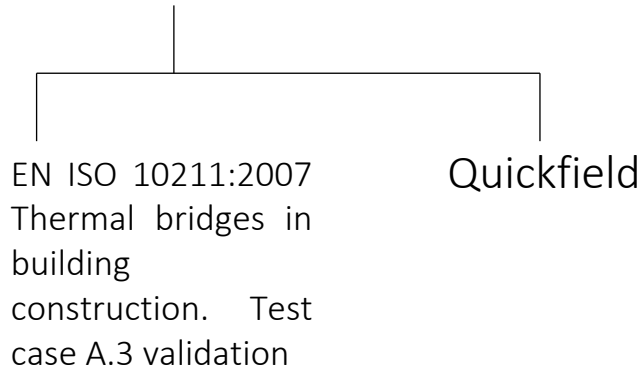 EN ISO 10211:2007
Thermal bridges in
building
construction. Test
case A.3 validation
Quickfield